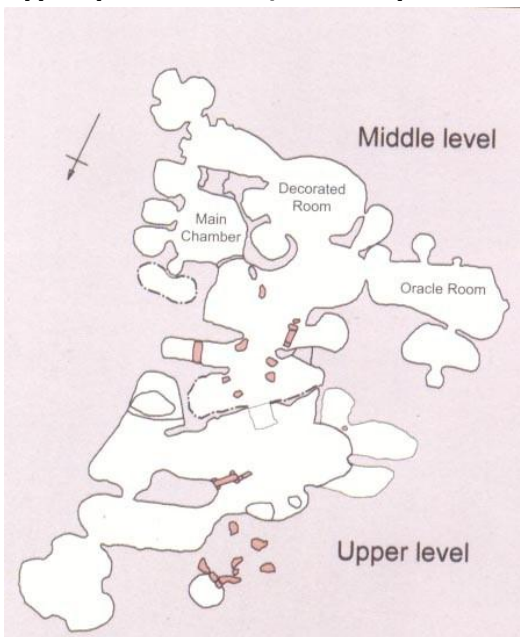 Middle level
Decorated
Room
Main
Chamber
Oracle Room
Upper level